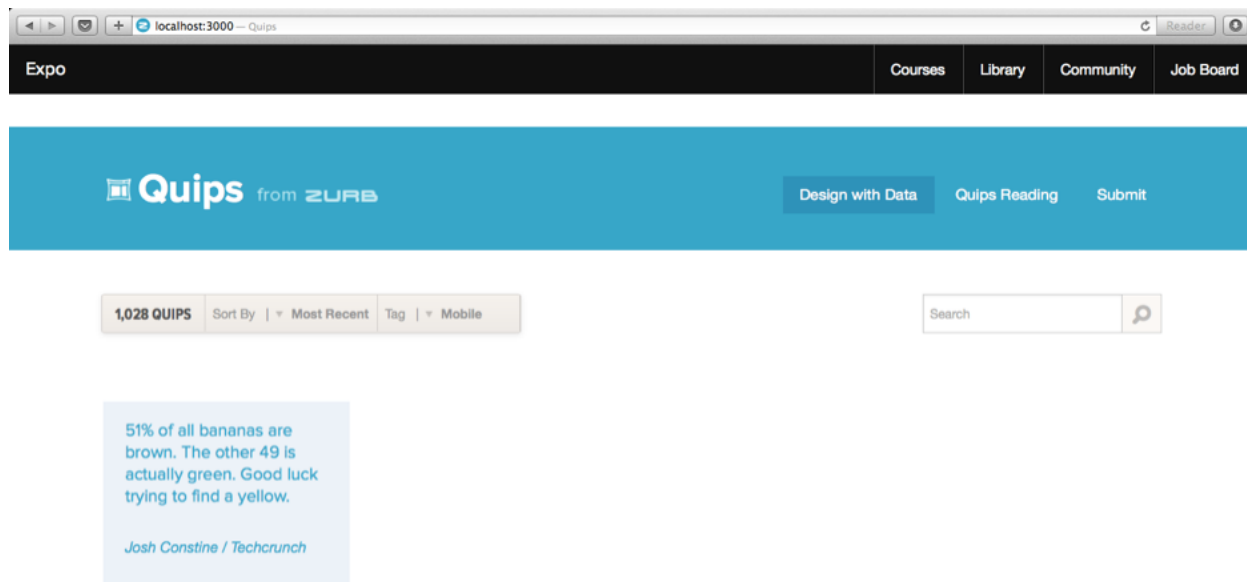 localhost:3000 — Quips
Reader
Expo
Courses
Library
Community
Job Board
Quips from ZURB
Design with Data
Quips Reading
Submit
1,028 QUIPS
Sort By | Most Recent
Tag | Mobile
Search
51% of all bananas are
brown. The other 49 is
actually green. Good luck
trying to find a yellow.
Josh Constine / Techcrunch